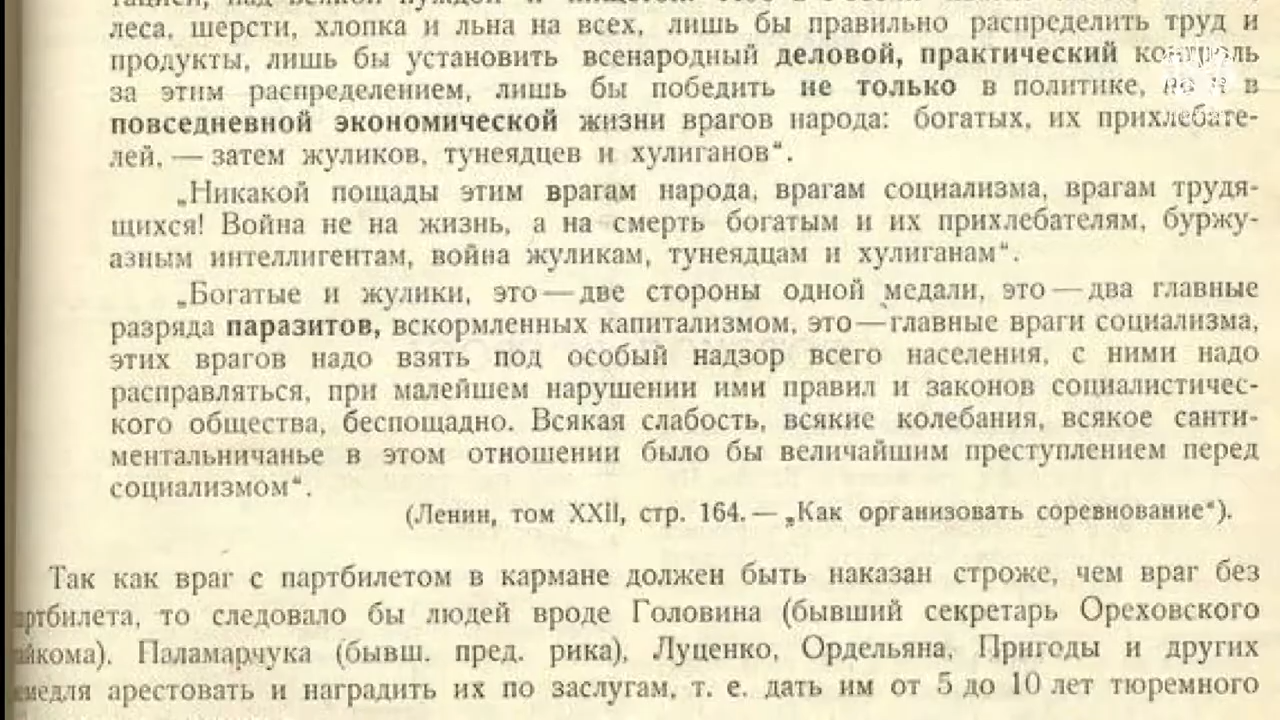 леса, шерсти, хлопка и льна на всех, лишь бы правильно распределить труд и
продукты, лишь бы установить всенародный деловой, практический контроль
за этим распределением, лишь бы победить не только в политике, но и в
повседневной экономической жизни врагов народа: богатых, их прихлебате-
лей, — затем жуликов, тунеядцев и хулиганов“.
„Никакой пощады этим врагам народа, врагам социализма, врагам трудя-
щихся! Война не на жизнь, а на смерть богатым и их прихлебателям, буржу-
азным интеллигентам, война жуликам, тунеядцам и хулиганам“.
„Богатые и жулики, это — две стороны одной медали, это — два главные
разряда паразитов, вскормленных капитализмом, это — главные враги социализма,
этих врагов надо взять под особый надзор всего населения, с ними надо
расправляться, при малейшем нарушении ими правил и законов социалистичес-
кого общества, беспощадно. Всякая слабость, всякие колебания, всякое санти-
ментальничанье в этом отношении было бы величайшим преступлением перед
социализмом“.
(Ленин, том XXII, стр. 164. — „Как организовать соревнование“).
Так как враг с партбилетом в кармане должен быть наказан строже, чем враг без
артбилета, то следовало бы людей вроде Головина (бывший секретарь Ореховского
айкома), Паламарчука (бывш. пред. рика), Луценко, Ордельяна, Пригоды и других
арестовать и наградить их по заслугам, т. е. дать им от 5 до 10 лет тюремного